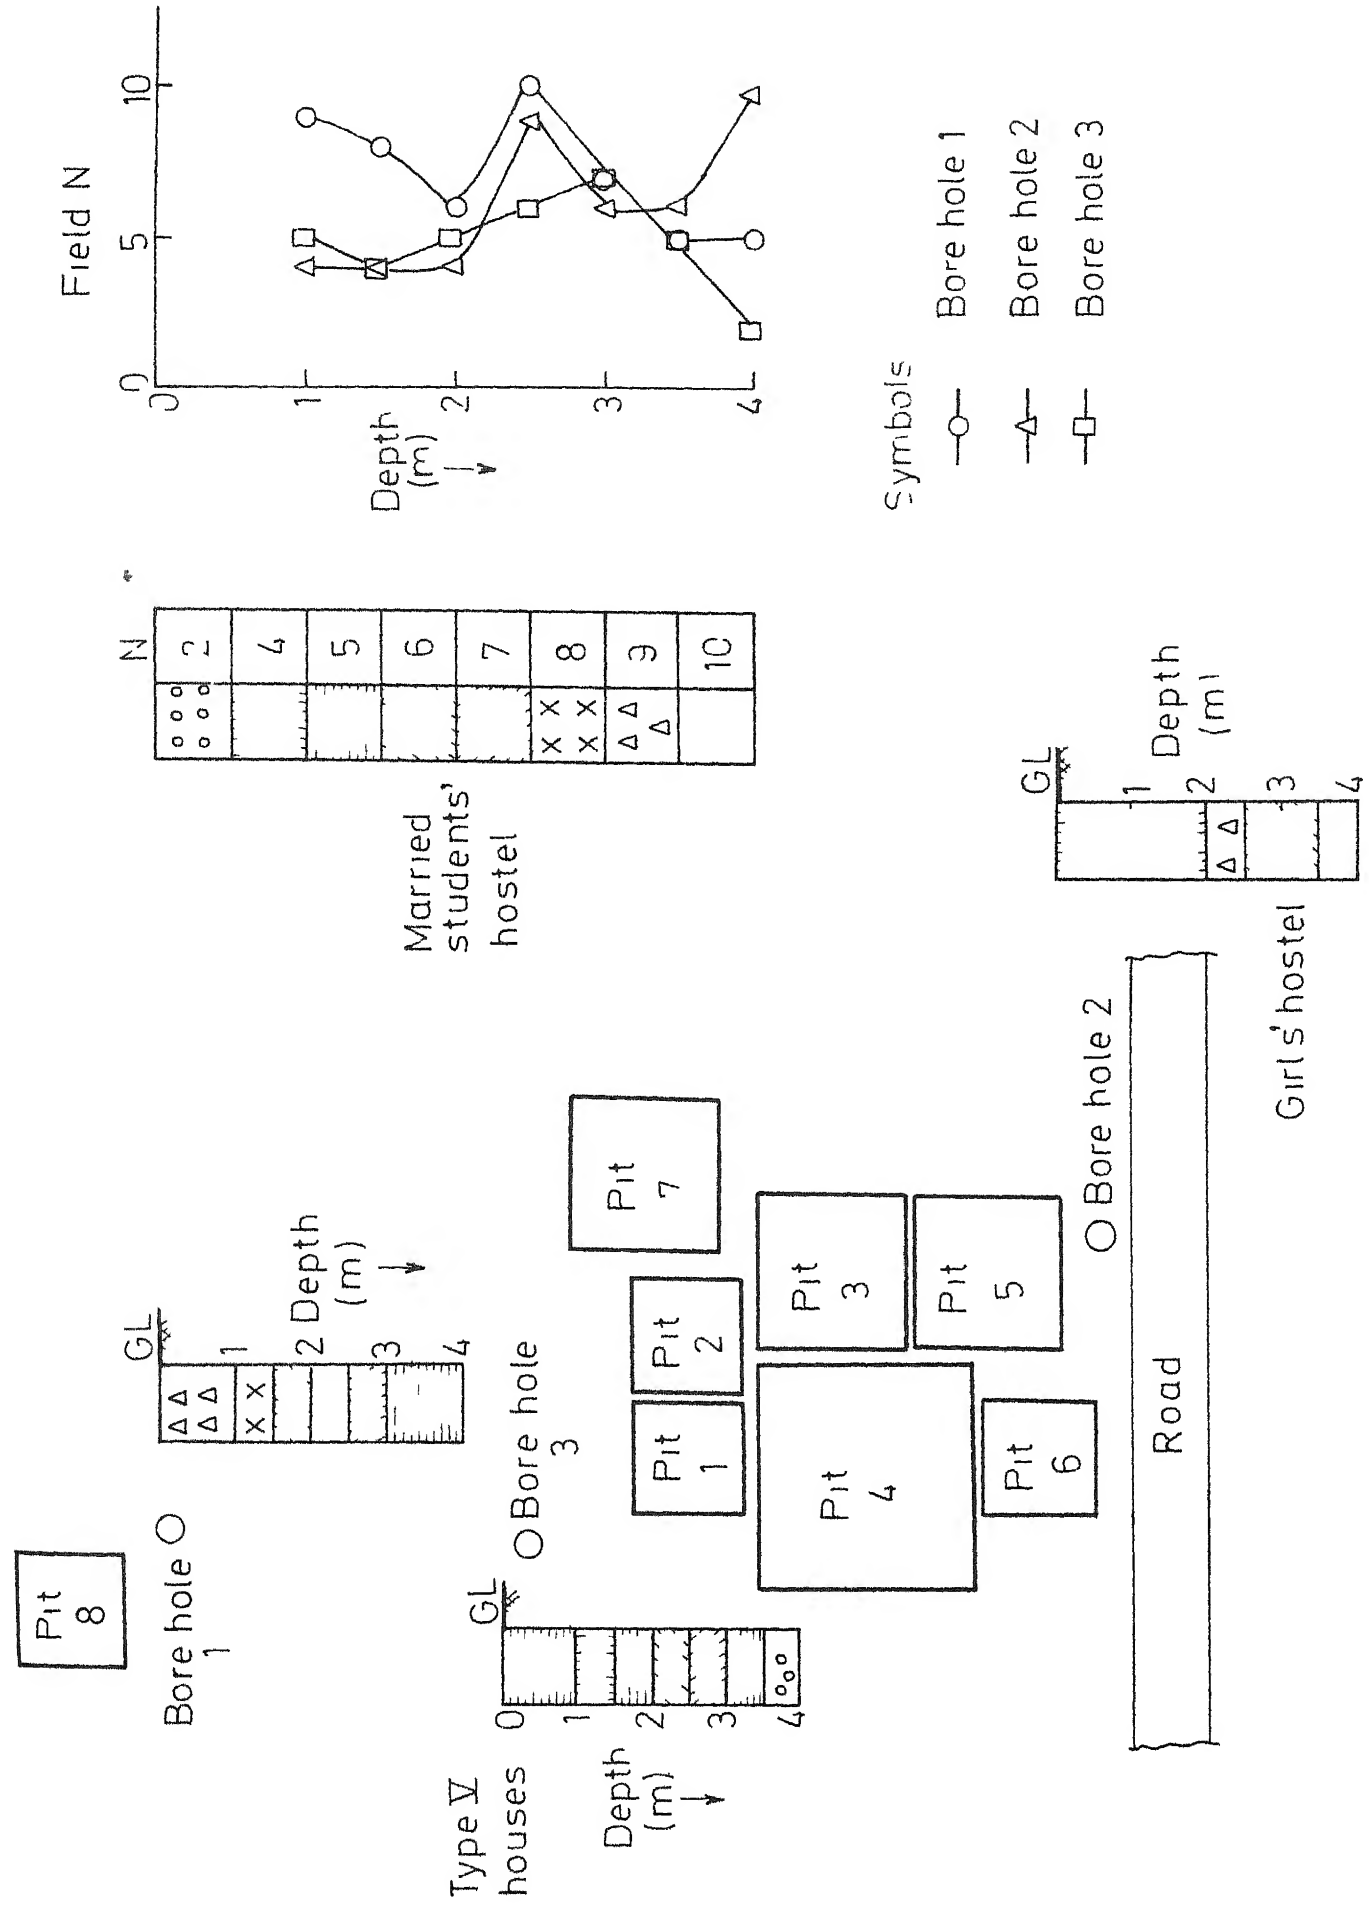 Pit
8
Bore hole
1
GL
1
2
3
4
Depth
(m)
Type V
houses
GL
0
1
2
3
4
Depth
(m)
Bore hole
3
Pit
1
Pit
2
Pit
7
Pit
4
Pit
3
Pit
6
Pit
5
Bore hole 2
Road
Girls' hostel
GL
1
2
3
4
Depth
(m)
Married
students'
hostel
N
2
4
5
6
7
8
9
10
Field N
0
5
10
0
1
2
3
4
Depth
(m)
Symbols
Bore hole 1
Bore hole 2
Bore hole 3